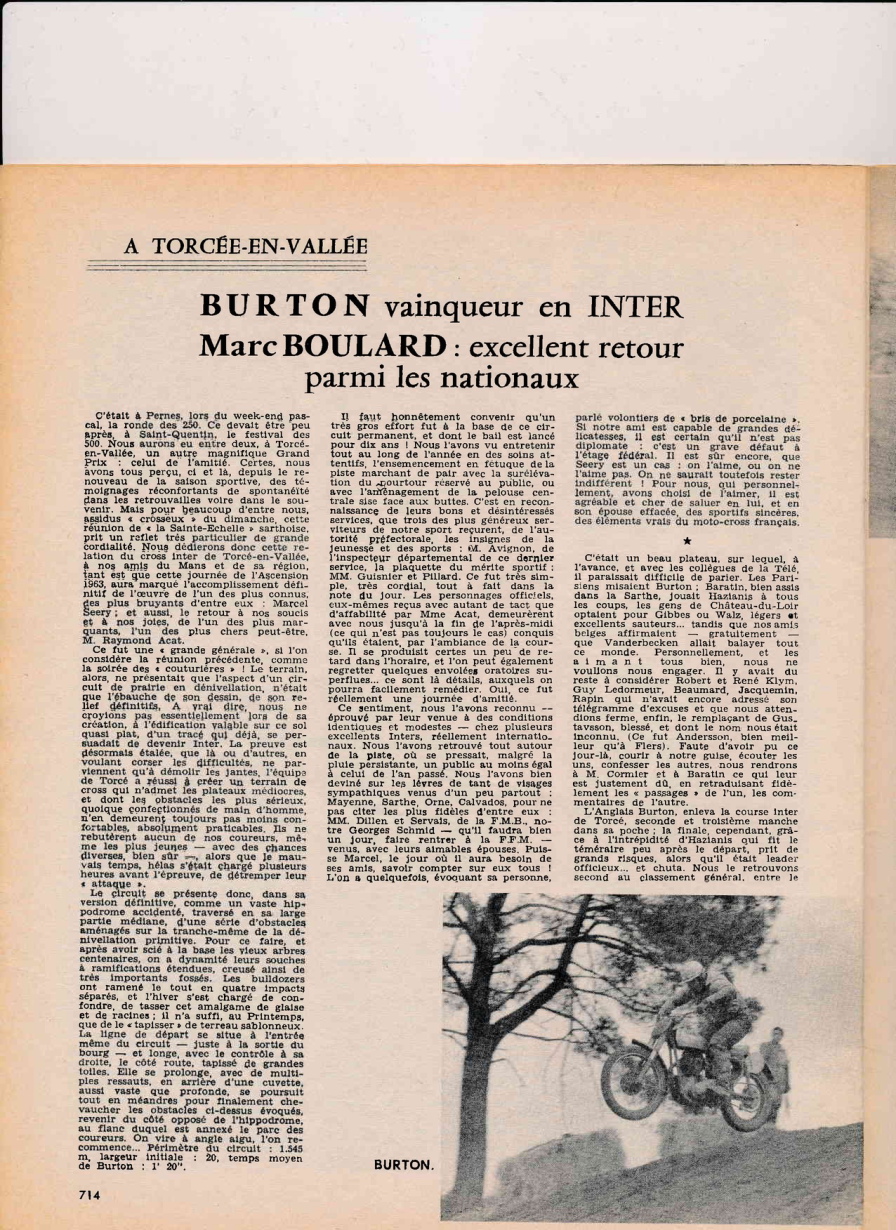 A TORCÉE-EN-VALLÉE
BURTON vainqueur en INTER
Marc BOULARD : excellent retour
parmi les nationaux
C'était à Pernes, lors du week-end pas-
cal, la ronde des 250. Ce devait être peu
après, à Saint-Quentin, le festival des
500. Nous aurons eu entre deux, à Torcé-
en-Vallée, un autre magnifique Grand
Prix : celui de l'amitié. Certes, nous
avons tous perçu, ci et là, depuis le re-
nouveau de la saison sportive, des té-
moignages réconfortants de spontanéité
dans les retrouvailles voire dans le sou-
venir. Mais pour beaucoup d'entre nous,
assidus « crosseux » du dimanche, cette
réunion de « la Sainte-Echelle » sarthoise,
prit un reflet très particulier de grande
cordialité. Nous dédierons donc cette re-
lation du cross inter de Torcé-en-Vallée,
à nos amis du Mans et de sa région,
tant est que cette journée de l'Ascension
1963, aura marqué l'accomplissement défi-
nitif de l'œuvre de l'un des plus connus,
des plus bruyants d'entre eux : Marcel
Seery ; et aussi, le retour à nos soucis
et à nos joies, de l'un des plus mar-
quants, l'un des plus chers peut-être,
M. Raymond Acat.
Ce fut une « grande générale », si l'on
considère la réunion précédente, comme
la soirée des « couturières » ! Le terrain,
alors, ne présentait que l'aspect d'un cir-
cuit de prairie en dénivellation, n'était
que l'ébauche de son dessin, de son re-
lief définitifs. A vrai dire, nous ne
croyions pas essentiellement lors de sa
création, à l'édification valable sur ce sol
quasi plat, d'un tracé qui déjà, se per-
suadait de devenir Inter. La preuve est
désormais étalée, que là ou d'autres, en
voulant corser les difficultés, ne par-
viennent qu'à démolir les jantes, l'équipe
de Torcé a réussi à créer un terrain de
cross qui n'admet les plateaux médiocres,
et dont les obstacles les plus sérieux,
quoique confectionnés de main d'homme,
n'en demeurent toujours pas moins con-
fortables, absolument praticables. Ils ne
rebutèrent aucun de nos coureurs, mê-
me les plus jeunes — avec des chances
diverses, bien sûr —, alors que le mau-
vais temps, hélas s'était chargé plusieurs
heures avant l'épreuve, de détremper leur
« attaque ».
Le circuit se présente donc, dans sa
version définitive, comme un vaste hip-
podrome accidenté, traversé en sa large
partie médiane, d'une série d'obstacles
aménagés sur la tranche-même de la dé-
nivellation primitive. Pour ce faire, et
après avoir scié à la base les vieux arbres
centenaires, on a dynamité leurs souches
à ramifications étendues, creusé ainsi de
très importants fossés. Les bulldozers
ont ramené le tout en quatre impacts
séparés, et l'hiver s'est chargé de con-
fondre, de tasser cet amalgame de glaise
et de racines ; il n'a suffi, au Printemps,
que de le « tapisser » de terreau sablonneux.
La ligne de départ se situe à l'entrée
même du circuit — juste à la sortie du
bourg — et longe, avec le contrôle à sa
droite, le côté route, tapissé de grandes
toiles. Elle se prolonge, avec de multi-
ples ressauts, en arrière d'une cuvette,
aussi vaste que profonde, se poursuit
tout en méandres pour finalement che-
vaucher les obstacles ci-dessus évoqués,
revenir du côté opposé de l'hippodrome,
au flanc duquel est annexé le parc des
coureurs. On vire à angle aigu, l'on re-
commence... Périmètre du circuit : 1.545
m, largeur initiale : 20, temps moyen
de Burton : 1' 20".
Il faut honnêtement convenir qu'un
très gros effort fut à la base de ce cir-
cuit permanent, et dont le bail est lancé
pour dix ans ! Nous l'avons vu entretenir
tout au long de l'année en des soins at-
tentifs, l'ensemencement en fétuque de la
piste marchant de pair avec la suréléva-
tion du pourtour réservé au public, ou
avec l'aménagement de la pelouse cen-
trale sise face aux buttes. C'est en recon-
naissance de leurs bons et désintéressés
services, que trois des plus généreux ser-
viteurs de notre sport reçurent, de l'au-
torité préfectorale, les insignes de la
jeunesse et des sports : M. Avignon, de
l'inspecteur départemental de ce dernier
service, la plaquette du mérite sportif :
MM. Guisnier et Pillard. Ce fut très sim-
ple, très cordial, tout à fait dans la
note du jour. Les personnages officiels,
eux-mêmes reçus avec autant de tact que
d'affabilité par Mme Acat, demeurèrent
avec nous jusqu'à la fin de l'après-midi
(ce qui n'est pas toujours le cas) conquis
qu'ils étaient, par l'ambiance de la cour-
se. Il se produisit certes un peu de re-
tard dans l'horaire, et l'on peut également
regretter quelques envolées oratoires su-
perflues... ce sont là détails, auxquels on
pourra facilement remédier. Oui, ce fut
réellement une journée d'amitié.
Ce sentiment, nous l'avons reconnu —
éprouvé par leur venue à des conditions
identiques et modestes — chez plusieurs
excellents Inters, réellement internatio-
naux. Nous l'avons retrouvé tout autour
de la piste, où se pressait, malgré la
pluie persistante, un public au moins égal
à celui de l'an passé. Nous l'avons bien
deviné sur les lèvres de tant de visages
sympathiques venus d'un peu partout :
Mayenne, Sarthe, Orne, Calvados, pour ne
pas citer les plus fidèles d'entre eux :
MM. Dillen et Servais, de la F.M.B., no-
tre Georges Schmid — qu'il faudra bien
un jour, faire rentrer à la F.F.M. —
venus, avec leurs aimables épouses. Puis-
se Marcel, le jour où il aura besoin de
ses amis, savoir compter sur eux tous !
L'on a quelquefois, évoquant sa personne,
parlé volontiers de « bris de porcelaine ».
Si notre ami est capable de grandes dé-
licatesses, il est certain qu'il n'est pas
diplomate : c'est un grave défaut à
l'étage fédéral. Il est sûr encore, que
Seery est un cas : on l'aime, ou on ne
l'aime pas. On ne saurait toutefois rester
indifférent ! Pour nous, qui personnel-
lement, avons choisi de l'aimer, il est
agréable et cher de saluer en lui, et en
son épouse effacée, des sportifs sincères,
des éléments vrais du moto-cross français.
★
C'était un beau plateau, sur lequel, à
l'avance, et avec les collègues de la Télé,
il paraissait difficile de parier. Les Pari-
siens misaient Burton ; Baratin, bien assis
dans la Sarthe, jouait Hazianis à tous
les coups, les gens de Château-du-Loir
optaient pour Gibbes ou Walz, légers et
excellents sauteurs... tandis que nos amis
belges affirmaient — gratuitement —
que Vanderbecken allait balayer tout
ce monde. Personnellement, et les
aimant tous bien, nous ne
voulions nous engager. Il y avait du
reste à considérer Robert et René Klym,
Guy Ledormeur, Beaumard, Jacquemin,
Rapin qui n'avait encore adressé son
télégramme d'excuses et que nous atten-
dions ferme, enfin, le remplaçant de Gus-
tavsson, blessé, et dont le nom nous était
inconnu. (Ce fut Andersson, bien meil-
leur qu'à Flers). Faute d'avoir pu ce
jour-là, courir à notre guise, écouter les
uns, confesser les autres, nous rendrons
à M. Cormier et à Baratin ce qui leur
est justement dû, en retraduisant fidè-
lement les « passages » de l'un, les com-
mentaires de l'autre.
L'Anglais Burton, enleva la course Inter
de Torcé, seconde et troisième manche
dans sa poche ; la finale, cependant, grâ-
ce à l'intrépidité d'Hazianis qui fit le
téméraire peu après le départ, prit de
grands risques, alors qu'il était leader
officieux... et chuta. Nous le retrouvons
second au classement général, entre le
BURTON.
714